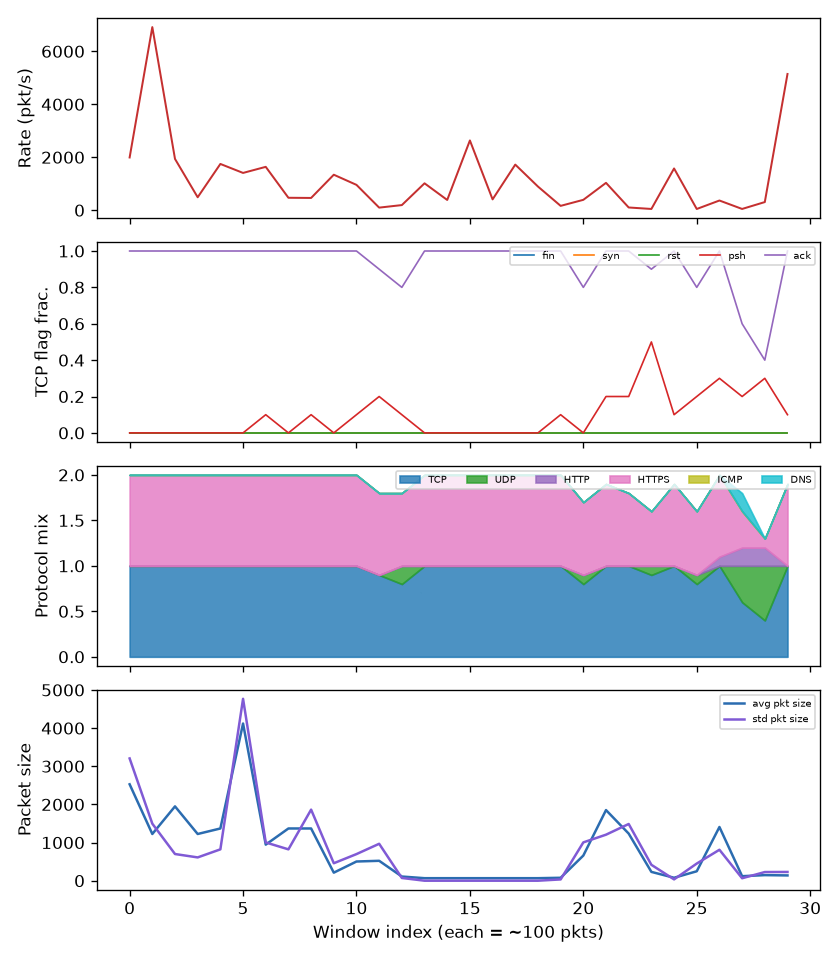 Rate (pkt/s)
6000
4000
2000
0
TCP flag frac.
1.0
0.8
0.6
0.4
0.2
0.0
fin syn rst psh ack
Protocol mix
2.0
1.5
1.0
0.5
0.0
TCP UDP HTTP HTTPS ICMP DNS
Packet size
5000
4000
3000
2000
1000
0
avg pkt size
std pkt size
0 5 10 15 20 25 30
Window index (each = ~100 pkts)